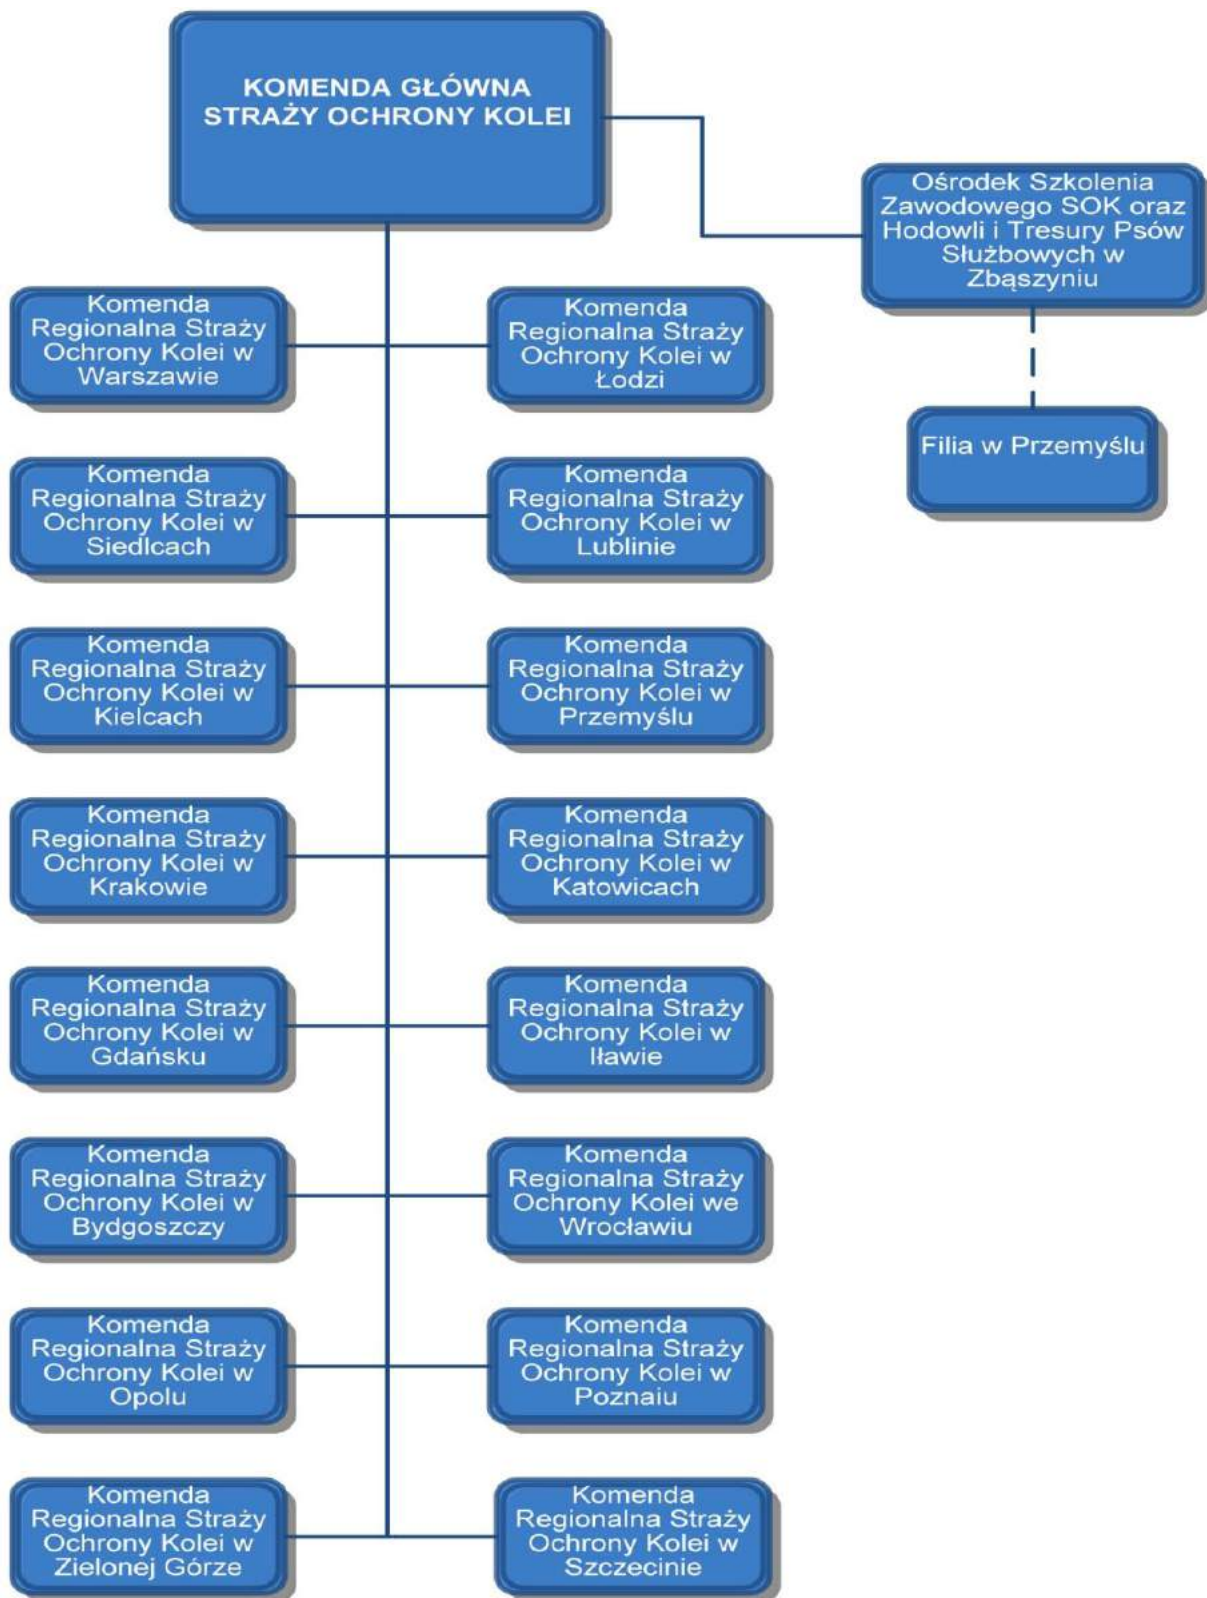 KOMENDA GŁÓWNA
STRAŻY OCHRONY KOLEI
Ośrodek Szkolenia
Zawodowego SOK oraz
Hodowli i Tresury Psów
Służbowych w
Zbąszyniu
Filia w Przemyślu
Komenda
Regionalna Straży
Ochrony Kolei w
Warszawie
Komenda
Regionalna Straży
Ochrony Kolei w
Łodzi
Komenda
Regionalna Straży
Ochrony Kolei w
Siedlcach
Komenda
Regionalna Straży
Ochrony Kolei w
Lublinie
Komenda
Regionalna Straży
Ochrony Kolei w
Kielcach
Komenda
Regionalna Straży
Ochrony Kolei w
Przemyślu
Komenda
Regionalna Straży
Ochrony Kolei w
Krakowie
Komenda
Regionalna Straży
Ochrony Kolei w
Katowicach
Komenda
Regionalna Straży
Ochrony Kolei w
Gdańsku
Komenda
Regionalna Straży
Ochrony Kolei w
Iławie
Komenda
Regionalna Straży
Ochrony Kolei w
Bydgoszczy
Komenda
Regionalna Straży
Ochrony Kolei we
Wrocławiu
Komenda
Regionalna Straży
Ochrony Kolei w
Opolu
Komenda
Regionalna Straży
Ochrony Kolei w
Poznaiu
Komenda
Regionalna Straży
Ochrony Kolei w
Zielonej Górze
Komenda
Regionalna Straży
Ochrony Kolei w
Szczecinie